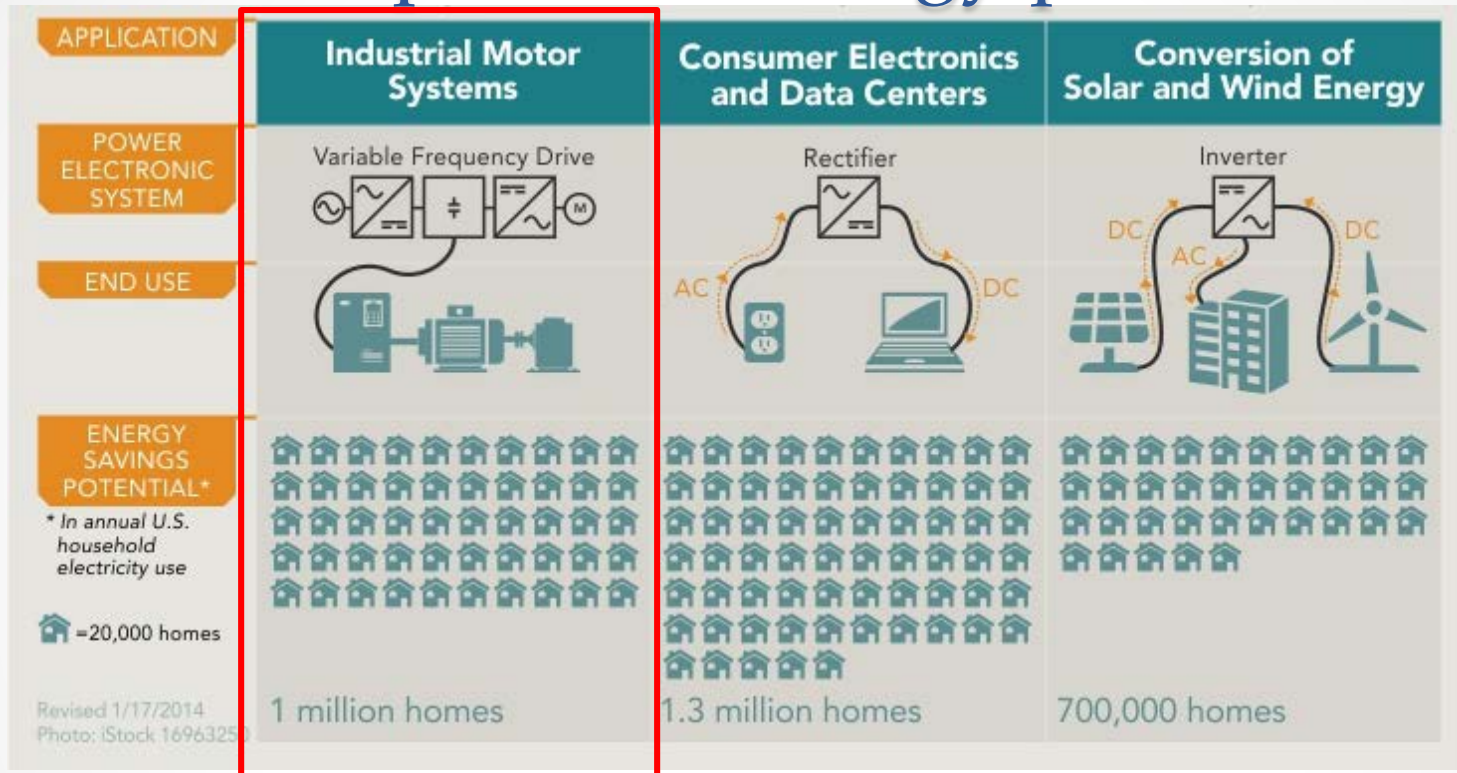 APPLICATION
Industrial Motor
Systems
Consumer Electronics
and Data Centers
Conversion of
Solar and Wind Energy
POWER
ELECTRONIC
SYSTEM
Variable Frequency Drive
M
Rectifier
Inverter
END USE
AC
DC
DC
AC
DC
ENERGY
SAVINGS
POTENTIAL*
* In annual U.S.
household
electricity use
=20,000 homes
1 million homes
1.3 million homes
700,000 homes
Revised 1/17/2014
Photo: iStock 16963250